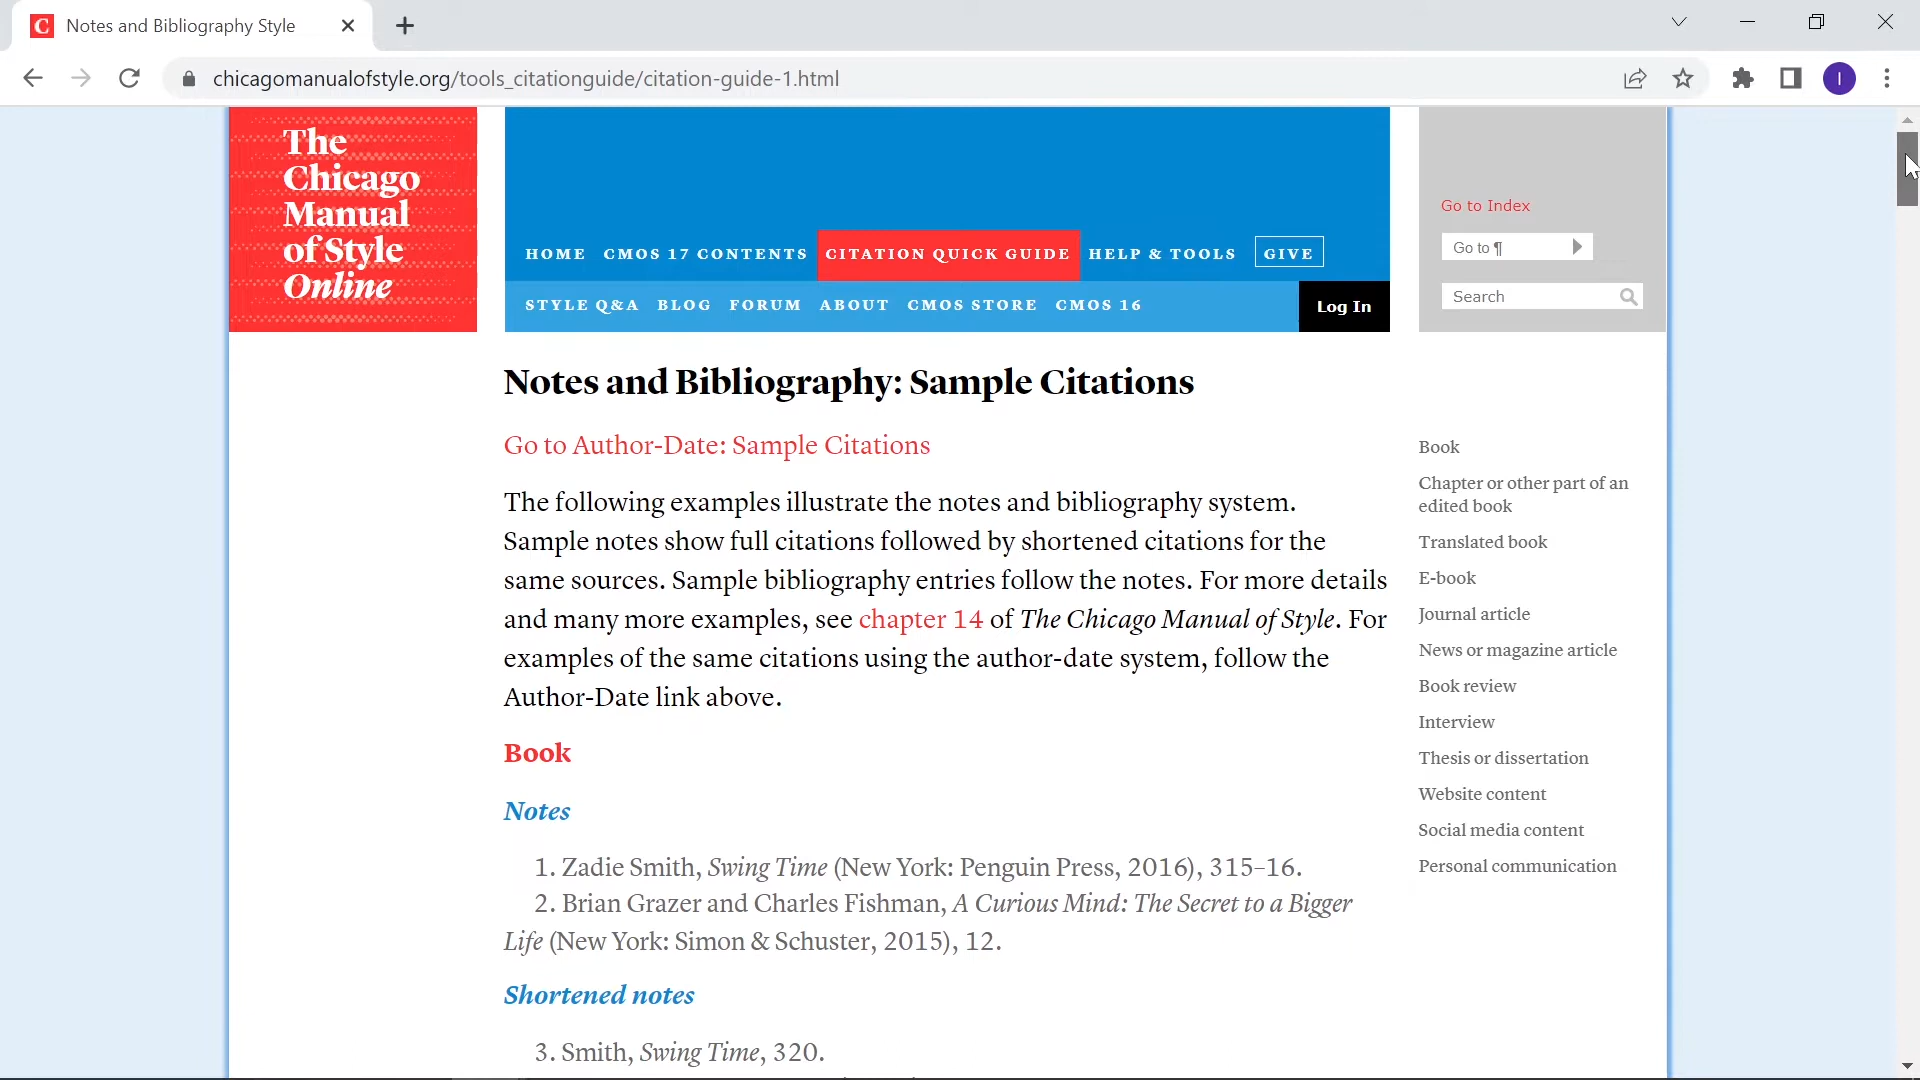 Notes and Bibliography Style
chicagomanualofstyle.org/tools_citationguide/citation-guide-1.html
I
The
Chicago
Manual
of Style
Online
HOME CMOS 17 CONTENTS CITATION QUICK GUIDE HELP & TOOLS GIVE
STYLE Q&A BLOG FORUM ABOUT CMOS STORE CMOS 16 Log In
Go to Index
Go to ¶
Search
Notes and Bibliography: Sample Citations
Go to Author-Date: Sample Citations
The following examples illustrate the notes and bibliography system.
Sample notes show full citations followed by shortened citations for the
same sources. Sample bibliography entries follow the notes. For more details
and many more examples, see chapter 14 of The Chicago Manual of Style. For
examples of the same citations using the author-date system, follow the
Author-Date link above.
Book
Notes
1. Zadie Smith, Swing Time (New York: Penguin Press, 2016), 315–16.
2. Brian Grazer and Charles Fishman, A Curious Mind: The Secret to a Bigger
Life (New York: Simon & Schuster, 2015), 12.
Shortened notes
3. Smith, Swing Time, 320.
Book
Chapter or other part of an
edited book
Translated book
E-book
Journal article
News or magazine article
Book review
Interview
Thesis or dissertation
Website content
Social media content
Personal communication